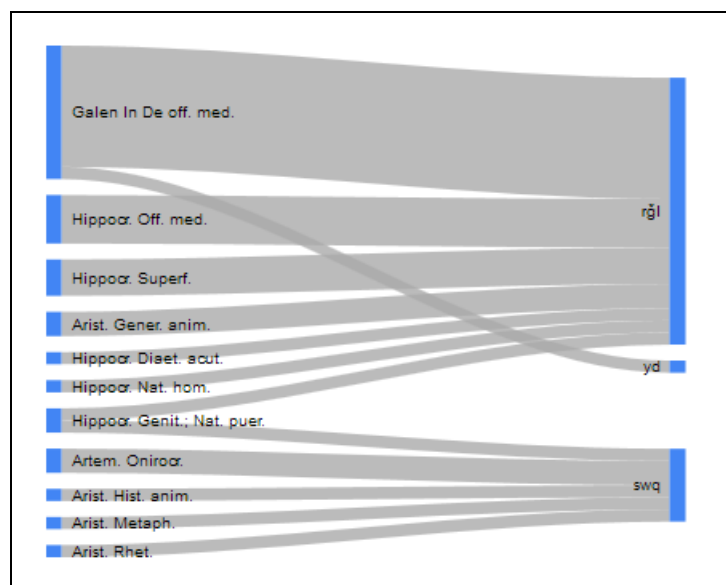 Galen In De off. med.
Hippocr. Off. med.
Hippocr. Superf.
Arist. Gener. anim.
Hippocr. Diaet. acut.
Hippocr. Nat. hom.
Hippocr. Genit.; Nat. puer.
Artem. Onirocr.
Arist. Hist. anim.
Arist. Metaph.
Arist. Rhet.
rǧl
yd
swq